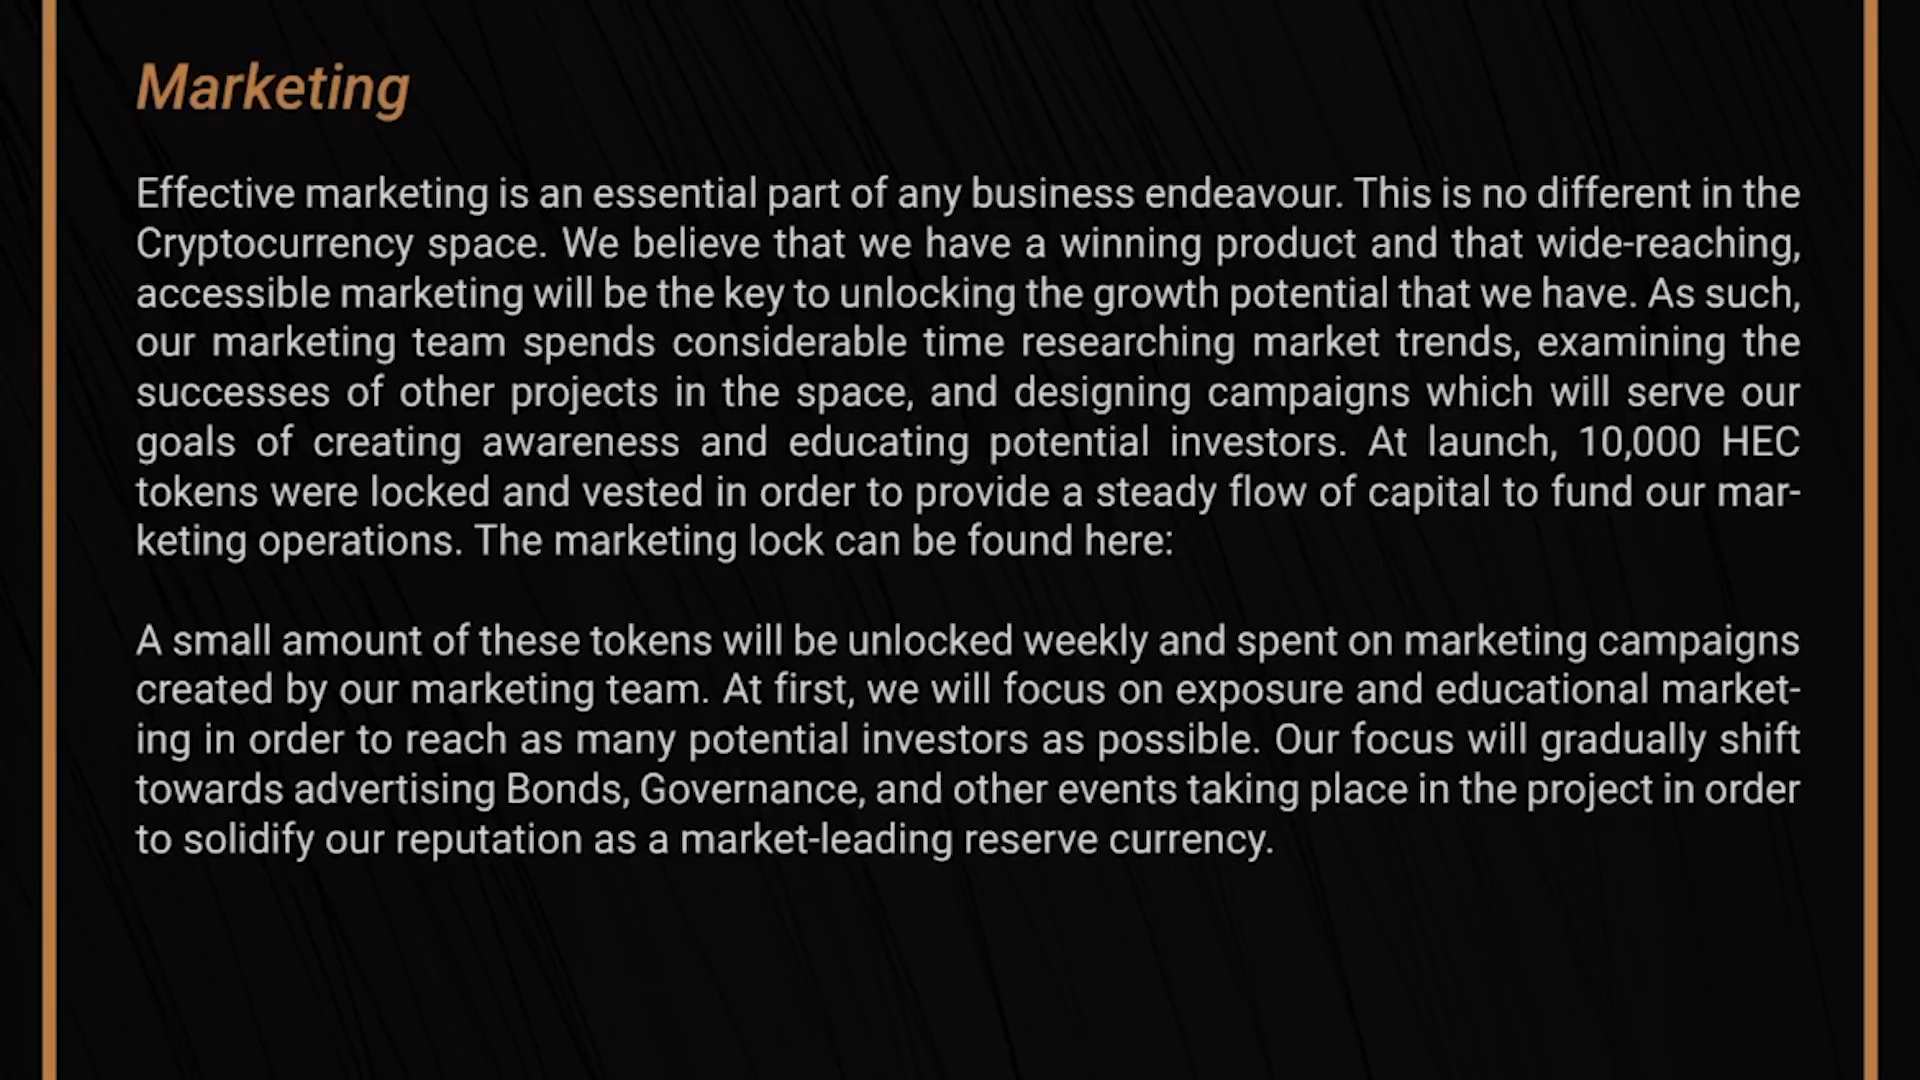 Marketing
Effective marketing is an essential part of any business endeavour. This is no different in the
Cryptocurrency space. We believe that we have a winning product and that wide-reaching,
accessible marketing will be the key to unlocking the growth potential that we have. As such,
our marketing team spends considerable time researching market trends, examining the
successes of other projects in the space, and designing campaigns which will serve our
goals of creating awareness and educating potential investors. At launch, 10,000 HEC
tokens were locked and vested in order to provide a steady flow of capital to fund our mar-
keting operations. The marketing lock can be found here:
A small amount of these tokens will be unlocked weekly and spent on marketing campaigns
created by our marketing team. At first, we will focus on exposure and educational market-
ing in order to reach as many potential investors as possible. Our focus will gradually shift
towards advertising Bonds, Governance, and other events taking place in the project in order
to solidify our reputation as a market-leading reserve currency.